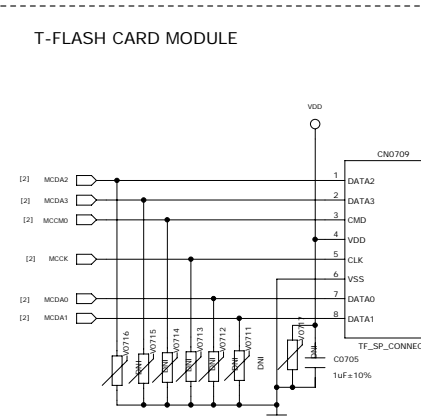 T-FLASH CARD MODULE
VDD
CN0709
[2] MCDA2 1 DATA2
[2] MCDA3 2 DATA3
[2] MCCM0 3 CMD
4 VDD
[2] MCCK 5 CLK
6 VSS
[2] MCDA0 7 DATA0
[2] MCDA1 8 DATA1
TF_SP_CONNEC
V0716
DNI
V0715
DNI
V0714
DNI
V0713
DNI
V0712
V0711
DNI
V0717
DNI
C0705
1uF±10%